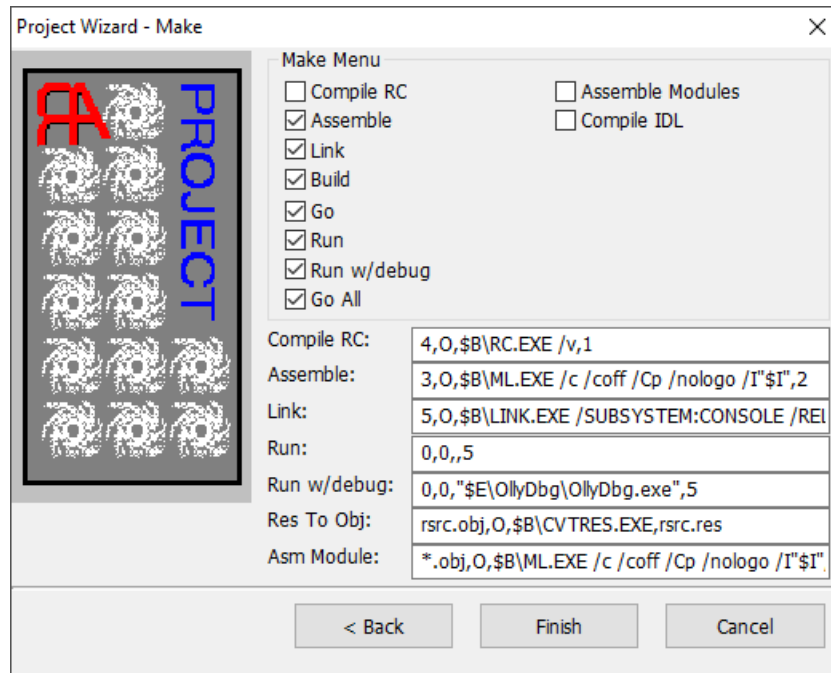 Project Wizard - Make
RA
PROJECT
Make Menu
Compile RC
Assemble Modules
Assemble
Compile IDL
Link
Build
Go
Run
Run w/debug
Go All
Compile RC: 4,O,$B\RC.EXE /v,1
Assemble: 3,O,$B\ML.EXE /c /coff /Cp /nologo /I"$I",2
Link: 5,O,$B\LINK.EXE /SUBSYSTEM:CONSOLE /REL
Run: 0,0,,5
Run w/debug: 0,0,"$E\OllyDbg\OllyDbg.exe",5
Res To Obj: rsrc.obj,O,$B\CVTRES.EXE,rsrc.res
Asm Module: *.obj,O,$B\ML.EXE /c /coff /Cp /nologo /I"$I",
< Back
Finish
Cancel